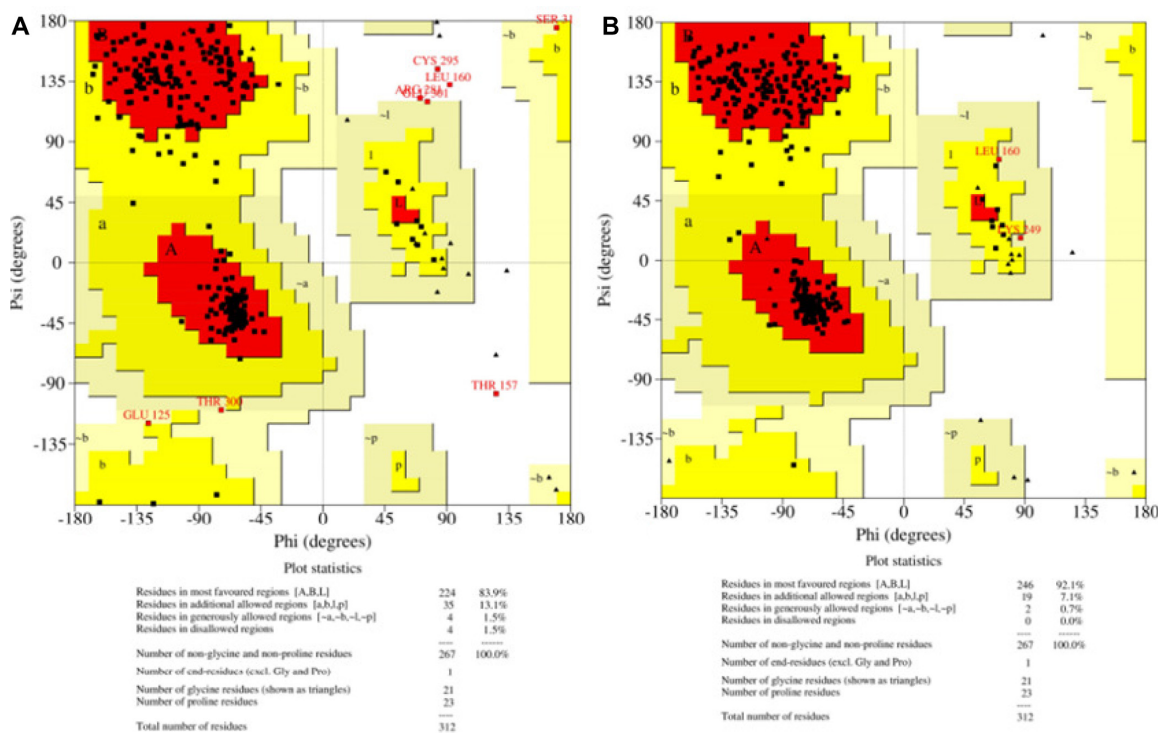 A
B
180
135
90
45
0
-45
-90
-135
-180
-180 -135 -90 -45 0 45 90 135 180
Psi (degrees)
Phi (degrees)
B
b
~b
a
A
~a
~l
l
L
~p
p
~b
b
~b
b
~b
b
SER 31
CYS 295
LEU 160
ARG 281
THR 157
THR 300
GLU 125
Plot statistics
Residues in most favoured regions [A,B,L] 224 83.9%
Residues in additional allowed regions [a,b,l,p] 35 13.1%
Residues in generously allowed regions [~a,~b,~l,~p] 4 1.5%
Residues in disallowed regions 4 1.5%
---- ------
Number of non-glycine and non-proline residues 267 100.0%
Number of end-residues (excl. Gly and Pro) 1
Number of glycine residues (shown as triangles) 21
Number of proline residues 23
----
Total number of residues 312
180
135
90
45
0
-45
-90
-135
-180 -135 -90 -45 0 45 90 135 180
Psi (degrees)
Phi (degrees)
B
b
~b
a
A
~a
~l
l
~p
p
~b
b
~b
b
~b
b
LEU 160
CYS 249
Plot statistics
Residues in most favoured regions [A,B,L] 246 92.1%
Residues in additional allowed regions [a,b,l,p] 19 7.1%
Residues in generously allowed regions [~a,~b,~l,~p] 2 0.7%
Residues in disallowed regions 0 0.0%
---- ------
Number of non-glycine and non-proline residues 267 100.0%
Number of end-residues (excl. Gly and Pro) 1
Number of glycine residues (shown as triangles) 21
Number of proline residues 23
----
Total number of residues 312